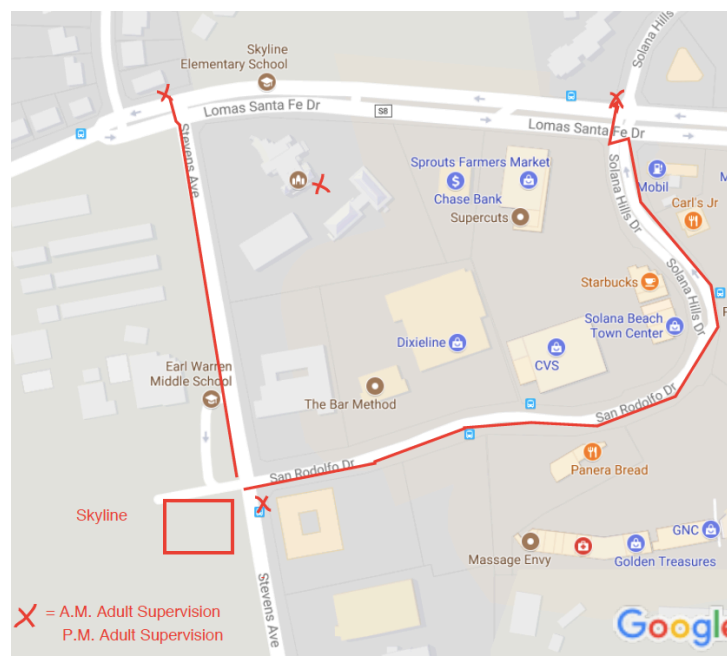 Solana Hills
Skyline
Elementary School
Lomas Santa Fe Dr
S8
Lomas Santa Fe Dr
Stevens Ave
Sprouts Farmers Market
Chase Bank
Supercuts
Mobil
Carl's Jr
Solana Hills Dr
Solana Hills Dr
Starbucks
Solana Beach
Town Center
Dixieline
CVS
Earl Warren
Middle School
The Bar Method
San Rodolfo Dr
San Rodolfo Dr
Panera Bread
Skyline
GNC
Massage Envy
Golden Treasures
Stevens Ave
= A.M. Adult Supervision
P.M. Adult Supervision
Google